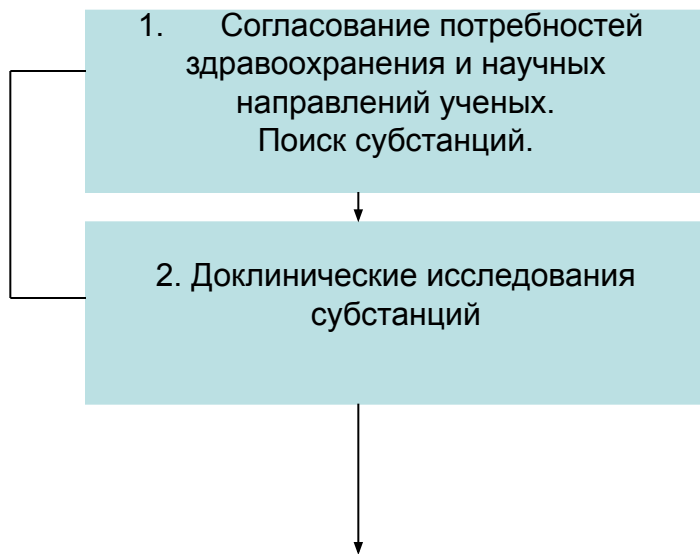 1. Согласование потребностей
здравоохранения и научных
направлений ученых.
Поиск субстанций.
2. Доклинические исследования
субстанций